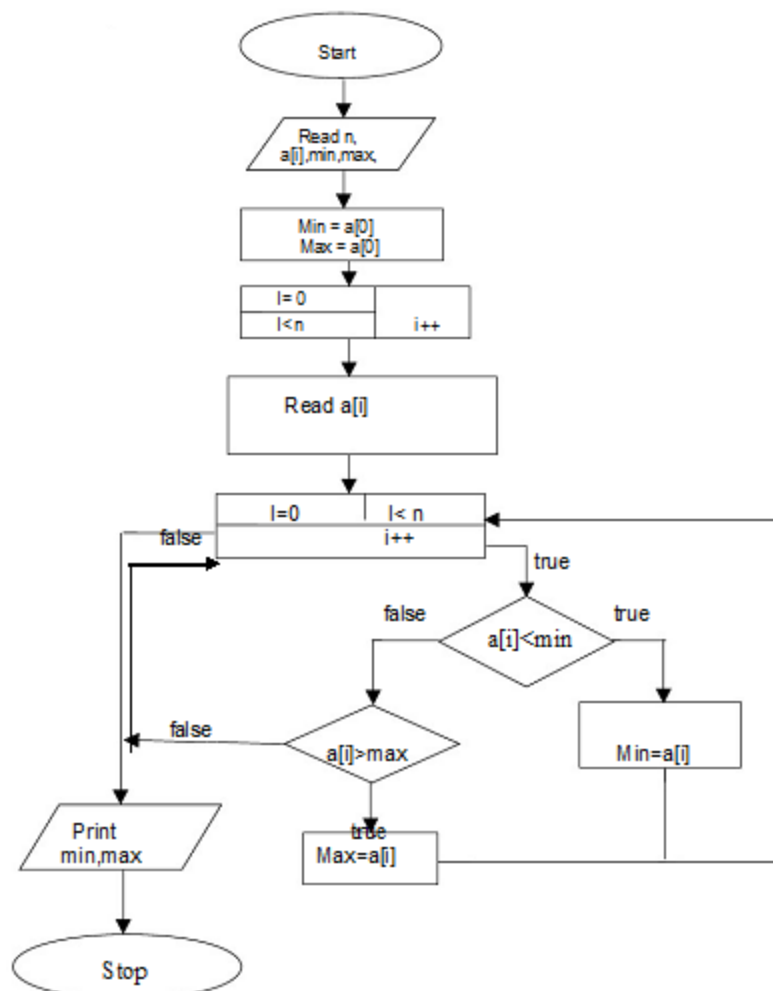 Start
Read n,
a[i],min,max,
Min = a[0]
Max = a[0]
I= 0
I<n
i++
Read a[i]
I=0
I< n
i++
false
true
a[i]<min
false
true
a[i]>max
false
Min=a[i]
true
Max=a[i]
Print
min,max
Stop